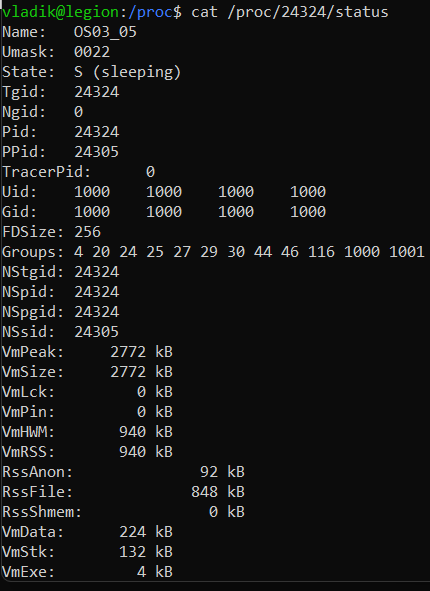 vladik@legion:/proc$ cat /proc/24324/status
Name:   OS03_05
Umask:  0022
State:  S (sleeping)
Tgid:   24324
Ngid:   0
Pid:    24324
PPid:   24305
TracerPid:      0
Uid:    1000    1000    1000    1000
Gid:    1000    1000    1000    1000
FDSize: 256
Groups: 4 20 24 25 27 29 30 44 46 116 1000 1001
NStgid: 24324
NSpid:  24324
NSpgid: 24324
NSsid:  24305
VmPeak:     2772 kB
VmSize:     2772 kB
VmLck:         0 kB
VmPin:         0 kB
VmHWM:       940 kB
VmRSS:       940 kB
RssAnon:              92 kB
RssFile:             848 kB
RssShmem:              0 kB
VmData:      224 kB
VmStk:       132 kB
VmExe:         4 kB